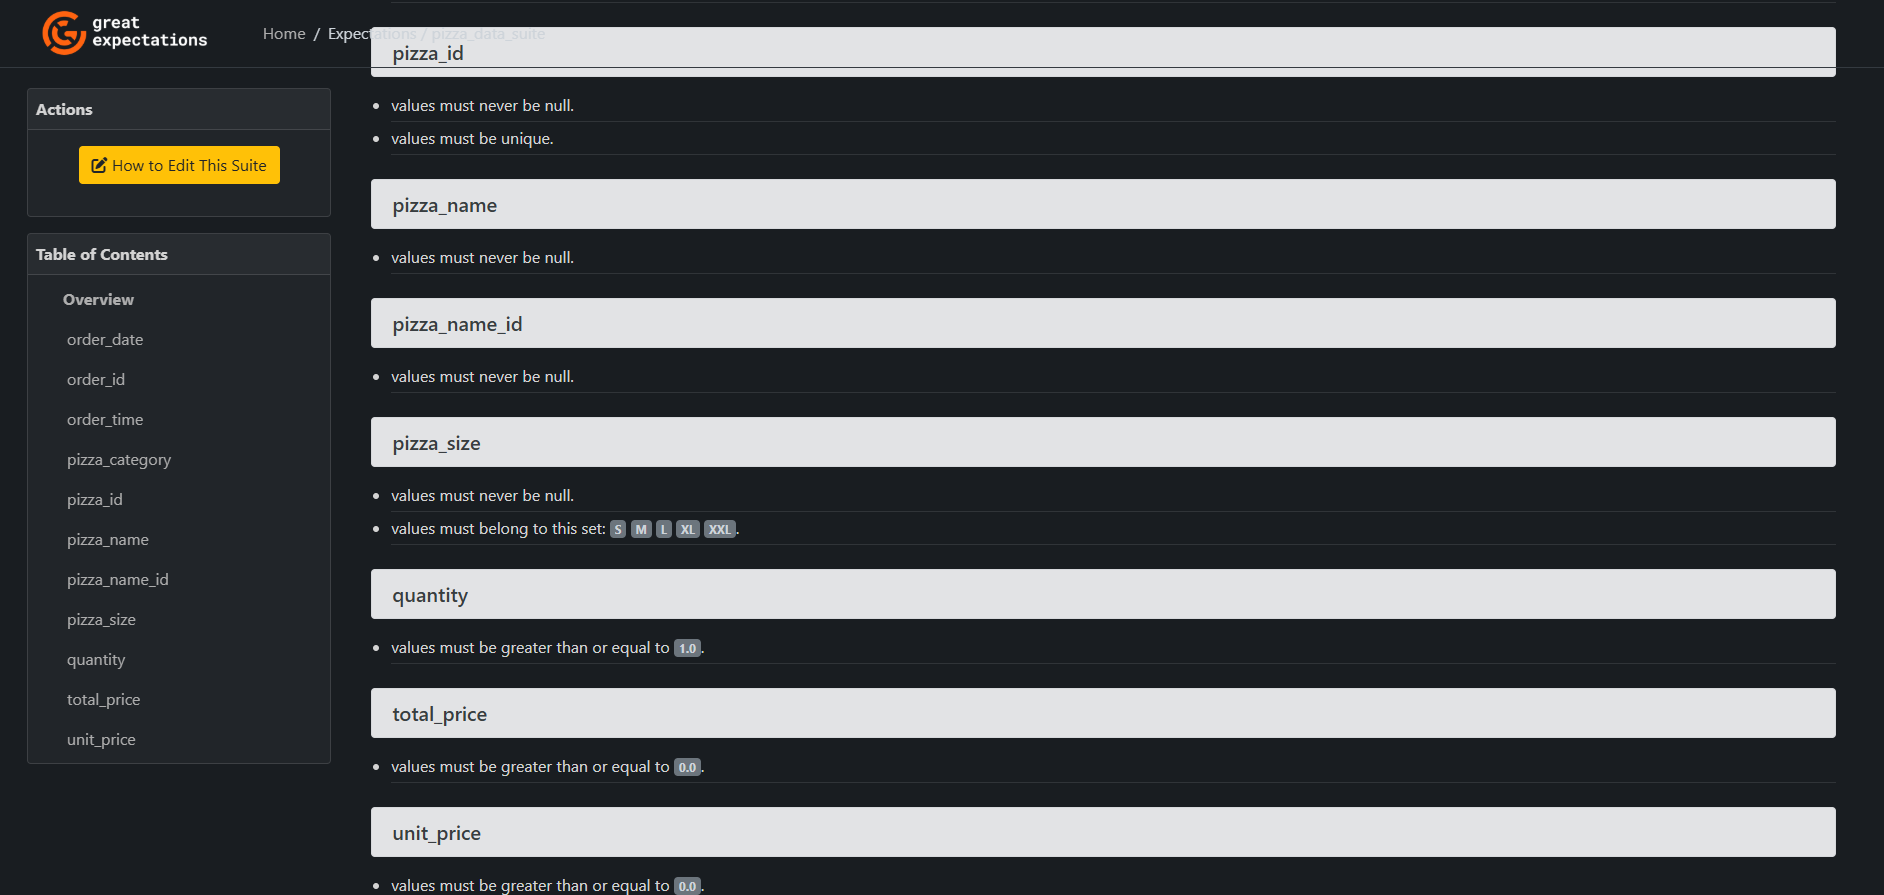 great
expectations
Home / Expectations / pizza_data_suite
Actions
How to Edit This Suite
Table of Contents
Overview
order_date
order_id
order_time
pizza_category
pizza_id
pizza_name
pizza_name_id
pizza_size
quantity
total_price
unit_price
pizza_id
values must never be null.
values must be unique.
pizza_name
values must never be null.
pizza_name_id
values must never be null.
pizza_size
values must never be null.
values must belong to this set: S M L XL XXL.
quantity
values must be greater than or equal to 1.0.
total_price
values must be greater than or equal to 0.0.
unit_price
values must be greater than or equal to 0.0.